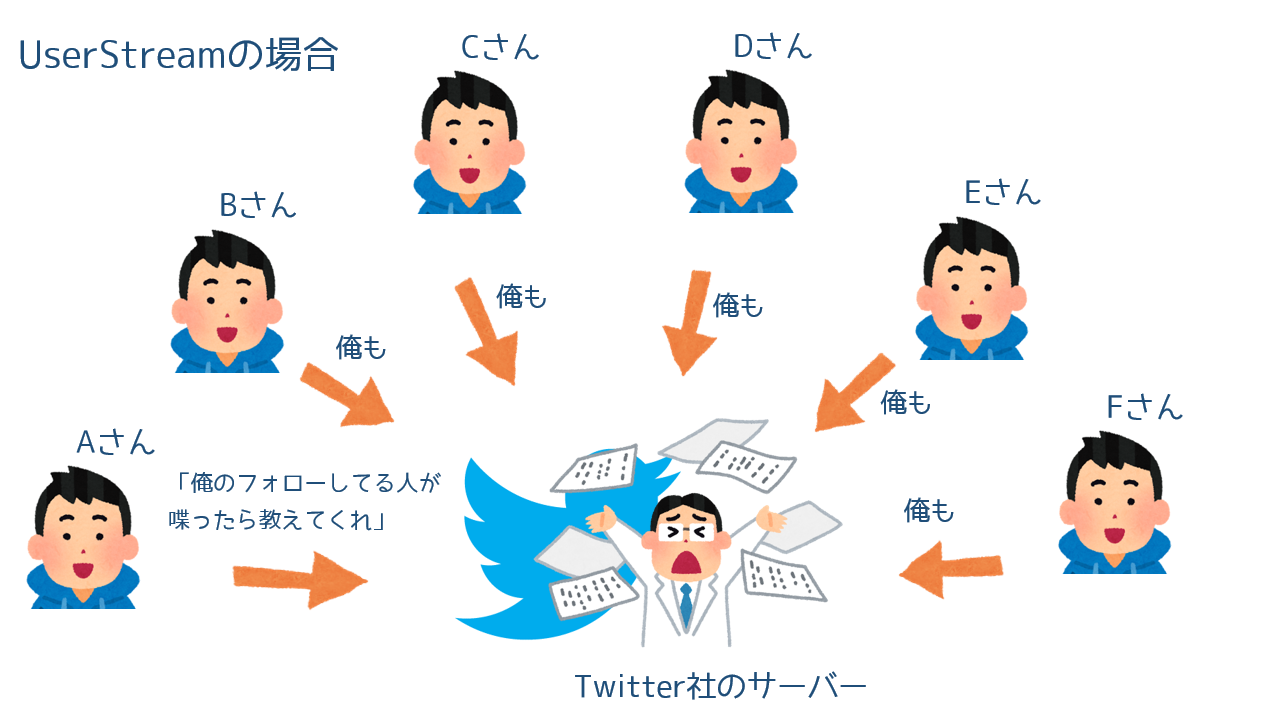 UserStreamの場合
Cさん
Dさん
Bさん
Eさん
俺も
俺も
俺も
俺も
Aさん
Fさん
「俺のフォローしてる人が
喋ったら教えてくれ」
俺も
Twitter社のサーバー